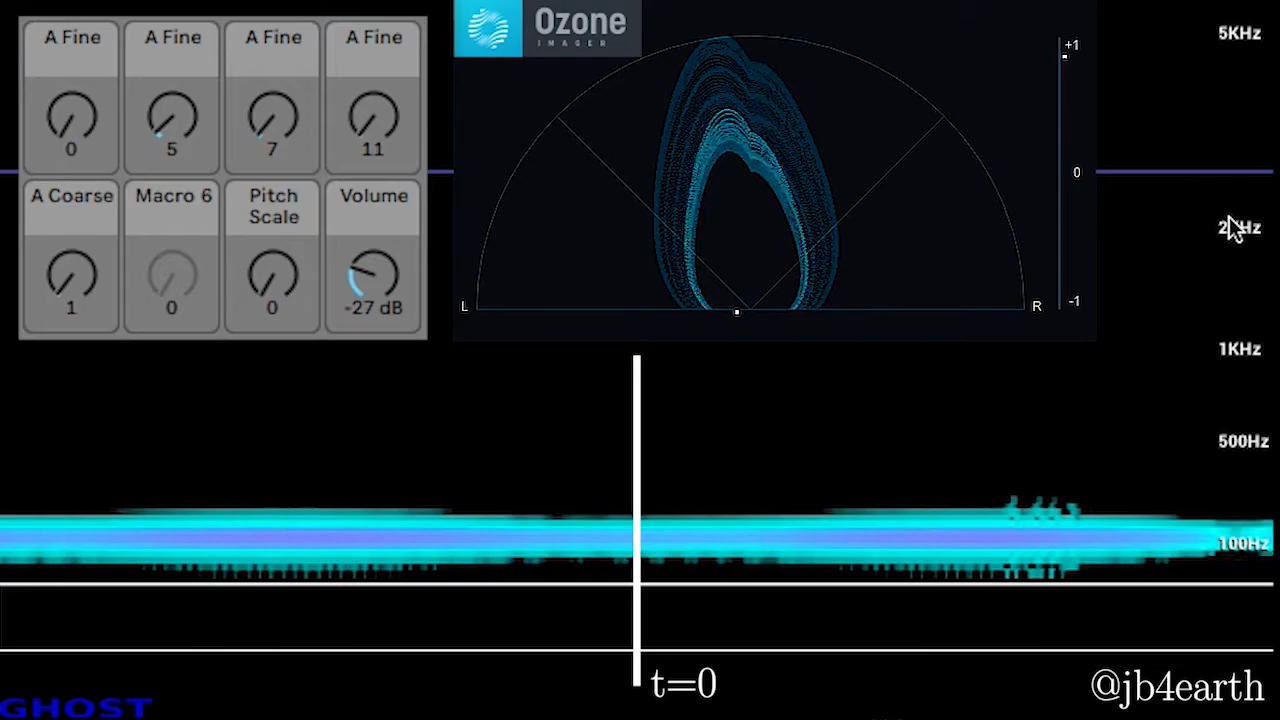 A Fine A Fine A Fine A Fine
0 5 7 11
A Coarse Macro 6 Pitch Scale Volume
1 0 0 -27 dB
Ozone
IMAGER
+1
0
-1
L
R
5KHz
1KHz
500Hz
100Hz
t=0
@jb4earth
GHOST